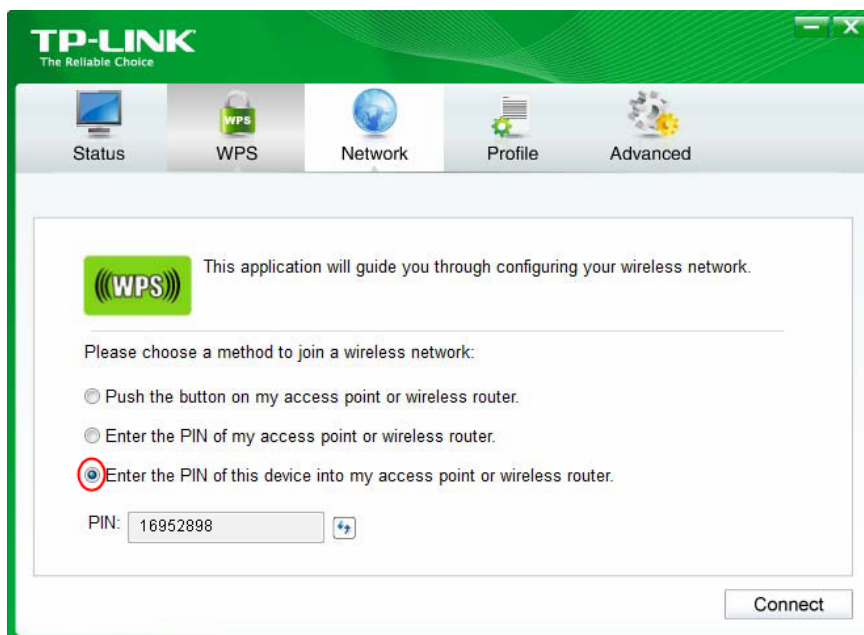 TP-LINK
The Reliable Choice
WPS
Status WPS Network Profile Advanced
(((WPS))) This application will guide you through configuring your wireless network.
Please choose a method to join a wireless network:
Push the button on my access point or wireless router.
Enter the PIN of my access point or wireless router.
Enter the PIN of this device into my access point or wireless router.
PIN: 16952898
Connect